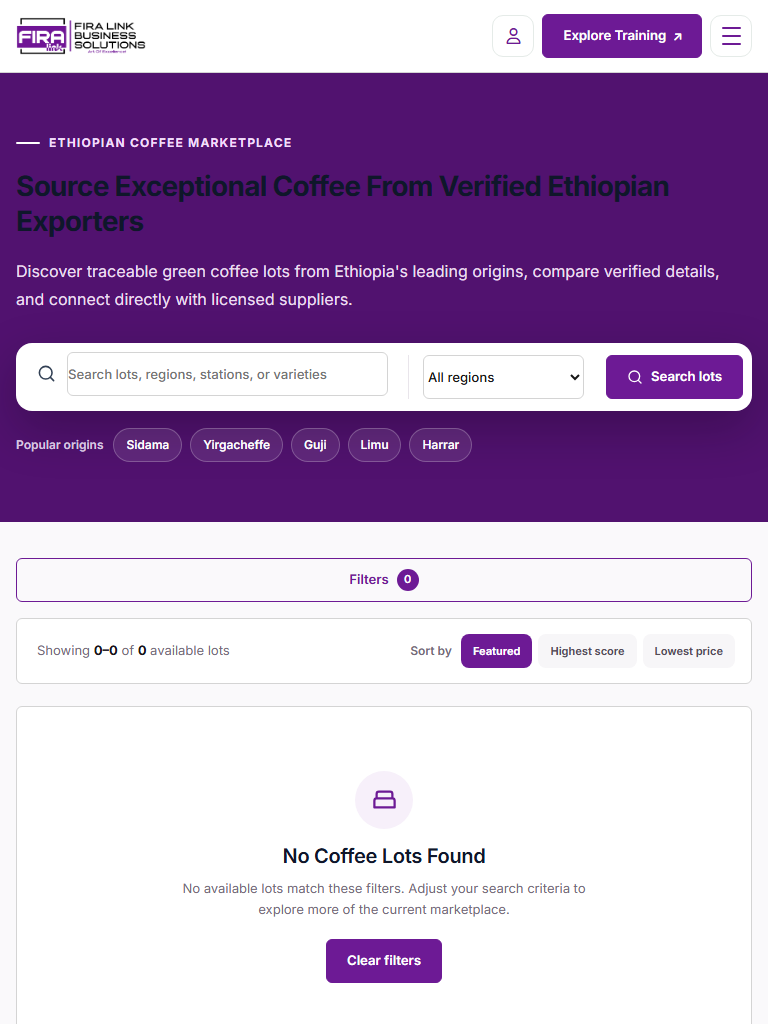 FIRA
link
FIRA LINK
BUSINESS
SOLUTIONS
Explore Training ↗
ETHIOPIAN COFFEE MARKETPLACE
Source Exceptional Coffee From Verified Ethiopian
Exporters
Discover traceable green coffee lots from Ethiopia's leading origins, compare verified details,
and connect directly with licensed suppliers.
Search lots, regions, stations, or varieties
All regions
Search lots
Popular origins
Sidama
Yirgacheffe
Guji
Limu
Harrar
Filters 0
Showing 0–0 of 0 available lots
Sort by
Featured
Highest score
Lowest price
No Coffee Lots Found
No available lots match these filters. Adjust your search criteria to
explore more of the current marketplace.
Clear filters